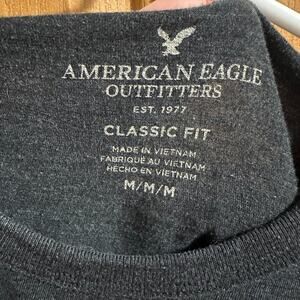 AMERICAN EAGLE
OUTFITTERS
EST. 1977
CLASSIC FIT
MADE IN VIETNAM
FABRIQUÉ AU VIETNAM
HECHO EN VIETNAM
M/M/M